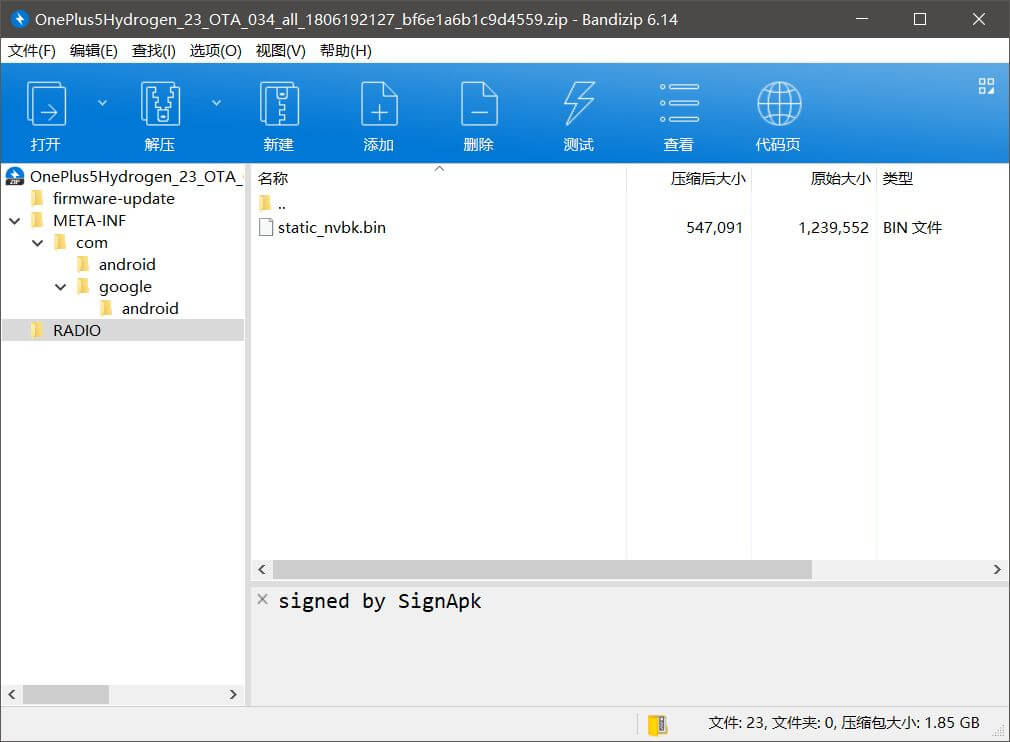 OnePlus5Hydrogen_23_OTA_034_all_1806192127_bf6e1a6b1c9d4559.zip - Bandizip 6.14
文件(F) 编辑(E) 查找(I) 选项(O) 视图(V) 帮助(H)
打开 解压 新建 添加 删除 测试 查看 代码页
OnePlus5Hydrogen_23_OTA_
firmware-update
META-INF
com
android
google
android
RADIO
名称 压缩后大小 原始大小 类型
..
static_nvbk.bin 547,091 1,239,552 BIN 文件
signed by SignApk
文件: 23, 文件夹: 0, 压缩包大小: 1.85 GB